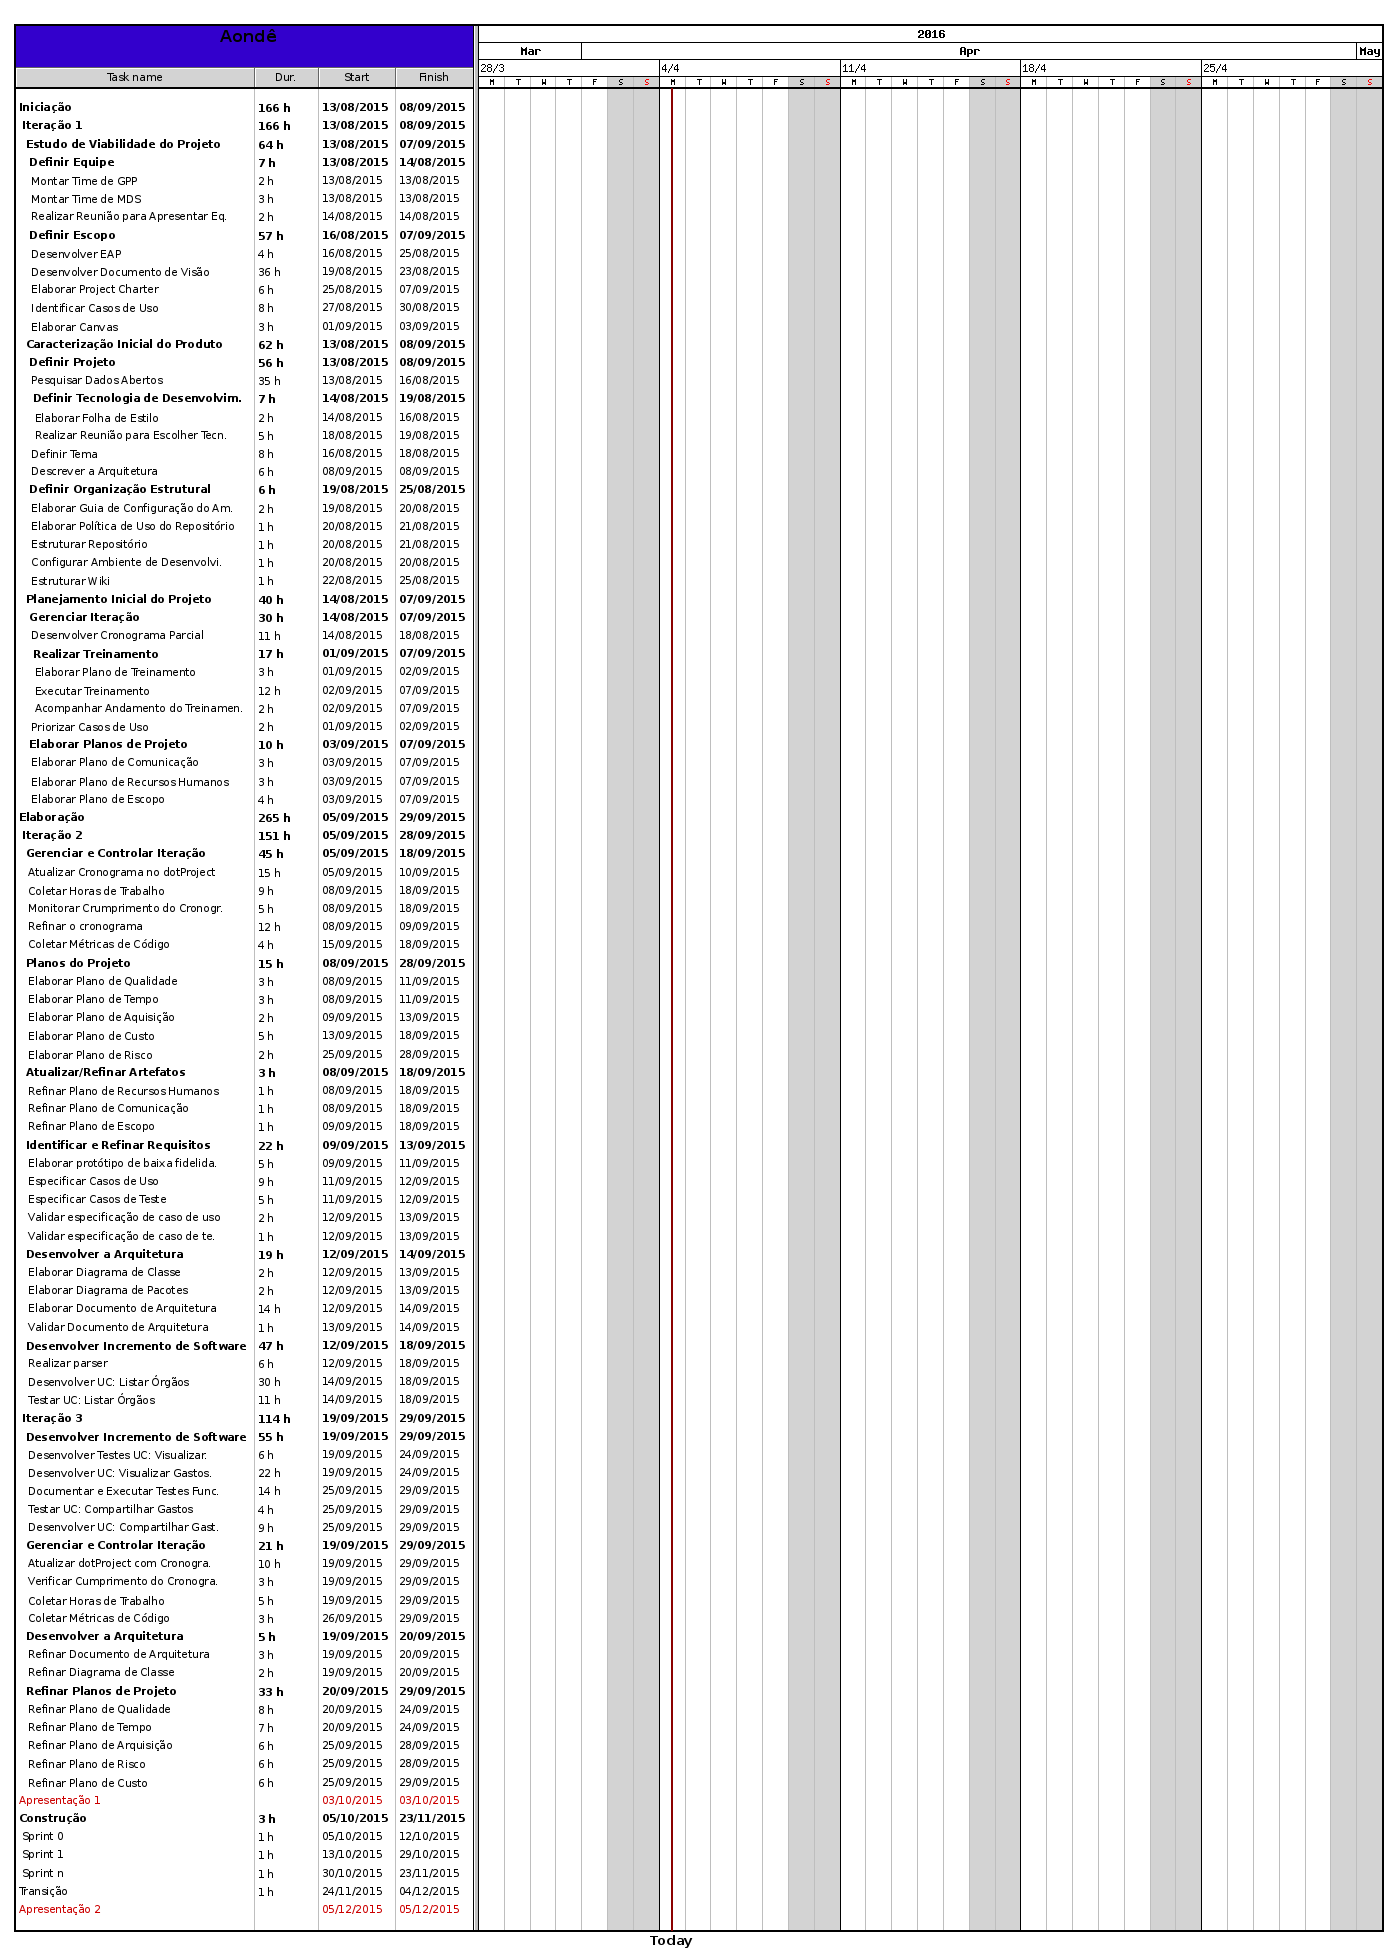 Aondê
2016
Mar Apr May
28/3 4/4 11/4 18/4 25/4
Task name Dur. Start Finish M T W T F S S M T W T F S S M T W T F S S M T W T F S S M T W T F S S
Iniciação 166 h 13/08/2015 08/09/2015
Iteração 1 166 h 13/08/2015 08/09/2015
Estudo de Viabilidade do Projeto 64 h 13/08/2015 07/09/2015
Definir Equipe 7 h 13/08/2015 14/08/2015
Montar Time de GPP 2 h 13/08/2015 13/08/2015
Montar Time de MDS 3 h 13/08/2015 13/08/2015
Realizar Reunião para Apresentar Eq. 2 h 14/08/2015 14/08/2015
Definir Escopo 57 h 16/08/2015 07/09/2015
Desenvolver EAP 4 h 16/08/2015 25/08/2015
Desenvolver Documento de Visão 36 h 19/08/2015 23/08/2015
Elaborar Project Charter 6 h 25/08/2015 07/09/2015
Identificar Casos de Uso 8 h 27/08/2015 30/08/2015
Elaborar Canvas 3 h 01/09/2015 03/09/2015
Caracterização Inicial do Produto 62 h 13/08/2015 08/09/2015
Definir Projeto 56 h 13/08/2015 08/09/2015
Pesquisar Dados Abertos 35 h 13/08/2015 16/08/2015
Definir Tecnologia de Desenvolvim. 7 h 14/08/2015 19/08/2015
Elaborar Folha de Estilo 2 h 14/08/2015 16/08/2015
Realizar Reunião para Escolher Tecn. 5 h 18/08/2015 19/08/2015
Definir Tema 8 h 16/08/2015 18/08/2015
Descrever a Arquitetura 6 h 08/09/2015 08/09/2015
Definir Organização Estrutural 6 h 19/08/2015 25/08/2015
Elaborar Guia de Configuração do Am. 2 h 19/08/2015 20/08/2015
Elaborar Política de Uso do Repositório 1 h 20/08/2015 21/08/2015
Estruturar Repositório 1 h 20/08/2015 21/08/2015
Configurar Ambiente de Desenvolvi. 1 h 20/08/2015 20/08/2015
Estruturar Wiki 1 h 22/08/2015 25/08/2015
Planejamento Inicial do Projeto 40 h 14/08/2015 07/09/2015
Gerenciar Iteração 30 h 14/08/2015 07/09/2015
Desenvolver Cronograma Parcial 11 h 14/08/2015 18/08/2015
Realizar Treinamento 17 h 01/09/2015 07/09/2015
Elaborar Plano de Treinamento 3 h 01/09/2015 02/09/2015
Executar Treinamento 12 h 02/09/2015 07/09/2015
Acompanhar Andamento do Treinamen. 2 h 02/09/2015 07/09/2015
Priorizar Casos de Uso 2 h 01/09/2015 02/09/2015
Elaborar Planos de Projeto 10 h 03/09/2015 07/09/2015
Elaborar Plano de Comunicação 3 h 03/09/2015 07/09/2015
Elaborar Plano de Recursos Humanos 3 h 03/09/2015 07/09/2015
Elaborar Plano de Escopo 4 h 03/09/2015 07/09/2015
Elaboração 265 h 05/09/2015 29/09/2015
Iteração 2 151 h 05/09/2015 28/09/2015
Gerenciar e Controlar Iteração 45 h 05/09/2015 18/09/2015
Atualizar Cronograma no dotProject 15 h 05/09/2015 10/09/2015
Coletar Horas de Trabalho 9 h 08/09/2015 18/09/2015
Monitorar Crumprimento do Cronogr. 5 h 08/09/2015 18/09/2015
Refinar o cronograma 12 h 08/09/2015 09/09/2015
Coletar Métricas de Código 4 h 15/09/2015 18/09/2015
Planos do Projeto 15 h 08/09/2015 28/09/2015
Elaborar Plano de Qualidade 3 h 08/09/2015 11/09/2015
Elaborar Plano de Tempo 3 h 08/09/2015 11/09/2015
Elaborar Plano de Aquisição 2 h 09/09/2015 13/09/2015
Elaborar Plano de Custo 5 h 13/09/2015 18/09/2015
Elaborar Plano de Risco 2 h 25/09/2015 28/09/2015
Atualizar/Refinar Artefatos 3 h 08/09/2015 18/09/2015
Refinar Plano de Recursos Humanos 1 h 08/09/2015 18/09/2015
Refinar Plano de Comunicação 1 h 08/09/2015 18/09/2015
Refinar Plano de Escopo 1 h 09/09/2015 18/09/2015
Identificar e Refinar Requisitos 22 h 09/09/2015 13/09/2015
Elaborar protótipo de baixa fidelida. 5 h 09/09/2015 11/09/2015
Especificar Casos de Uso 9 h 11/09/2015 12/09/2015
Especificar Casos de Teste 5 h 11/09/2015 12/09/2015
Validar especificação de caso de uso 2 h 12/09/2015 13/09/2015
Validar especificação de caso de te. 1 h 12/09/2015 13/09/2015
Desenvolver a Arquitetura 19 h 12/09/2015 14/09/2015
Elaborar Diagrama de Classe 2 h 12/09/2015 13/09/2015
Elaborar Diagrama de Pacotes 2 h 12/09/2015 13/09/2015
Elaborar Documento de Arquitetura 14 h 12/09/2015 14/09/2015
Validar Documento de Arquitetura 1 h 13/09/2015 14/09/2015
Desenvolver Incremento de Software 47 h 12/09/2015 18/09/2015
Realizar parser 6 h 12/09/2015 18/09/2015
Desenvolver UC: Listar Órgãos 30 h 14/09/2015 18/09/2015
Testar UC: Listar Órgãos 11 h 14/09/2015 18/09/2015
Iteração 3 114 h 19/09/2015 29/09/2015
Desenvolver Incremento de Software 55 h 19/09/2015 29/09/2015
Desenvolver Testes UC: Visualizar. 6 h 19/09/2015 24/09/2015
Desenvolver UC: Visualizar Gastos. 22 h 19/09/2015 24/09/2015
Documentar e Executar Testes Func. 14 h 25/09/2015 29/09/2015
Testar UC: Compartilhar Gastos 4 h 25/09/2015 29/09/2015
Desenvolver UC: Compartilhar Gast. 9 h 25/09/2015 29/09/2015
Gerenciar e Controlar Iteração 21 h 19/09/2015 29/09/2015
Atualizar dotProject com Cronogra. 10 h 19/09/2015 29/09/2015
Verificar Cumprimento do Cronogra. 3 h 19/09/2015 29/09/2015
Coletar Horas de Trabalho 5 h 19/09/2015 29/09/2015
Coletar Métricas de Código 3 h 26/09/2015 29/09/2015
Desenvolver a Arquitetura 5 h 19/09/2015 20/09/2015
Refinar Documento de Arquitetura 3 h 19/09/2015 20/09/2015
Refinar Diagrama de Classe 2 h 19/09/2015 20/09/2015
Refinar Planos de Projeto 33 h 20/09/2015 29/09/2015
Refinar Plano de Qualidade 8 h 20/09/2015 24/09/2015
Refinar Plano de Tempo 7 h 20/09/2015 24/09/2015
Refinar Plano de Arquisição 6 h 25/09/2015 28/09/2015
Refinar Plano de Risco 6 h 25/09/2015 28/09/2015
Refinar Plano de Custo 6 h 25/09/2015 29/09/2015
Apresentação 1 03/10/2015 03/10/2015
Construção 3 h 05/10/2015 23/11/2015
Sprint 0 1 h 05/10/2015 12/10/2015
Sprint 1 1 h 13/10/2015 29/10/2015
Sprint n 1 h 30/10/2015 23/11/2015
Transição 1 h 24/11/2015 04/12/2015
Apresentação 2 05/12/2015 05/12/2015
Today